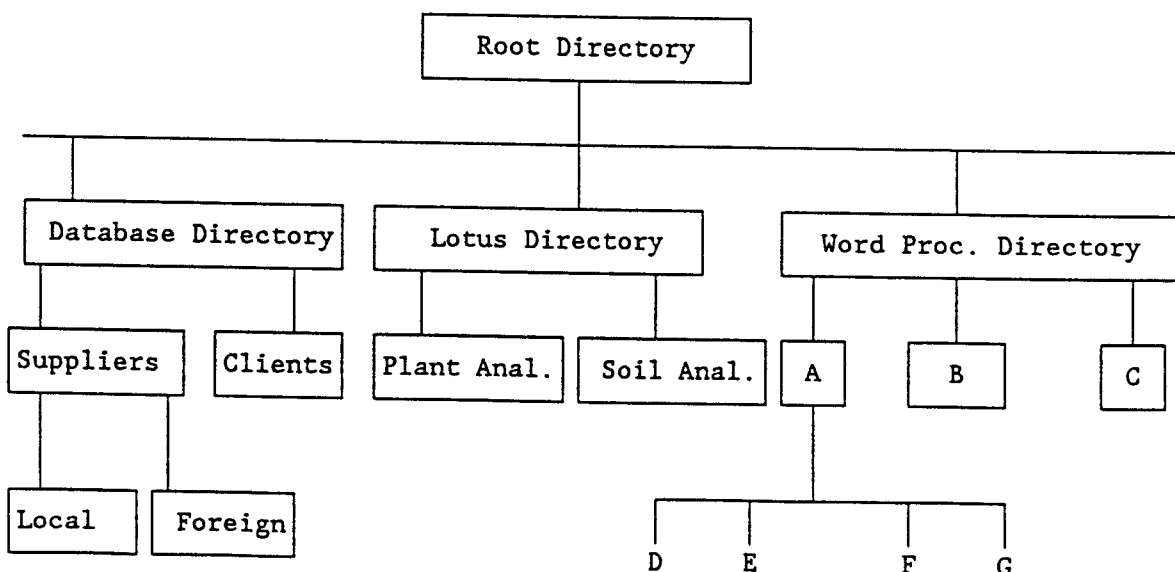 Root Directory
Database Directory
Lotus Directory
Word Proc. Directory
Suppliers
Clients
Plant Anal.
Soil Anal.
A
B
C
Local
Foreign
D
E
F
G